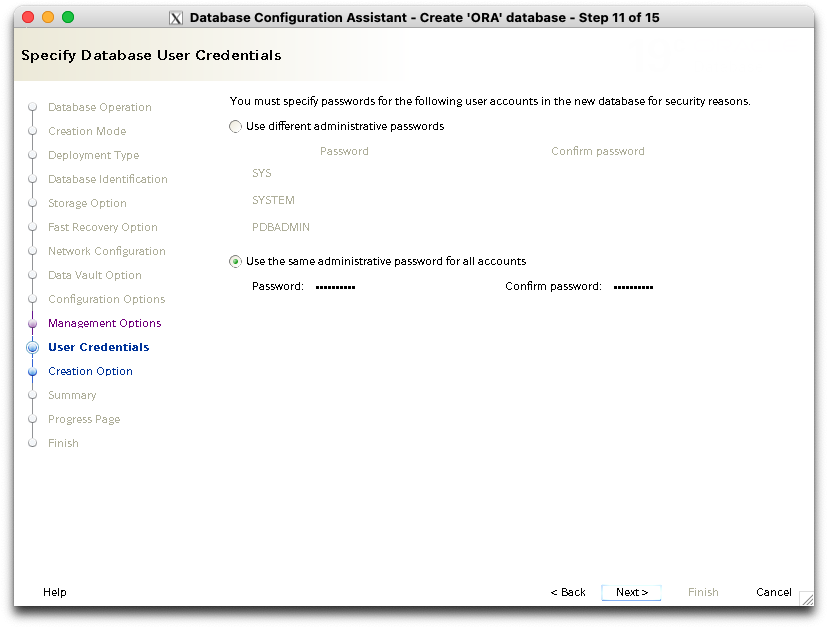 X Database Configuration Assistant - Create 'ORA' database - Step 11 of 15
Specify Database User Credentials
Database Operation
Creation Mode
Deployment Type
Database Identification
Storage Option
Fast Recovery Option
Network Configuration
Data Vault Option
Configuration Options
Management Options
User Credentials
Creation Option
Summary
Progress Page
Finish
You must specify passwords for the following user accounts in the new database for security reasons.
Use different administrative passwords
Password Confirm password
SYS
SYSTEM
PDBADMIN
Use the same administrative password for all accounts
Password: •••••••••• Confirm password: ••••••••••
Help < Back Next > Finish Cancel